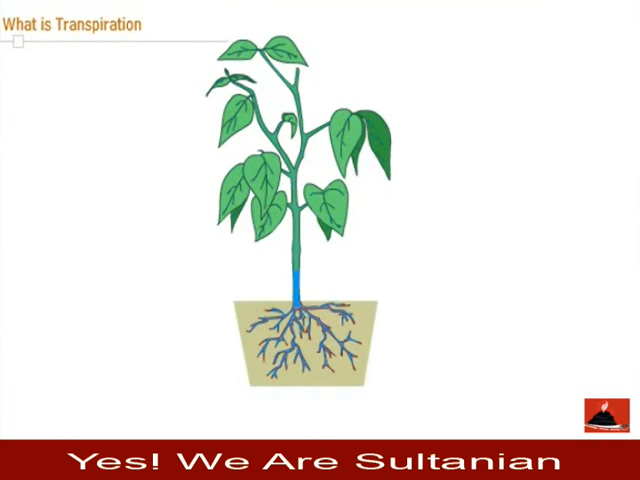 What is Transpiration
Yes! We Are Sultanian